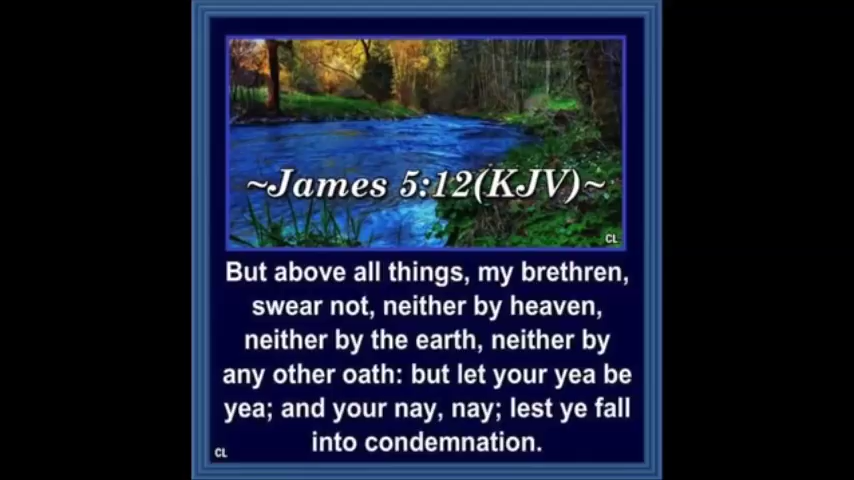 ~James 5:12(KJV)~
CL
But above all things, my brethren,
swear not, neither by heaven,
neither by the earth, neither by
any other oath: but let your yea be
yea; and your nay, nay; lest ye fall
into condemnation.
CL